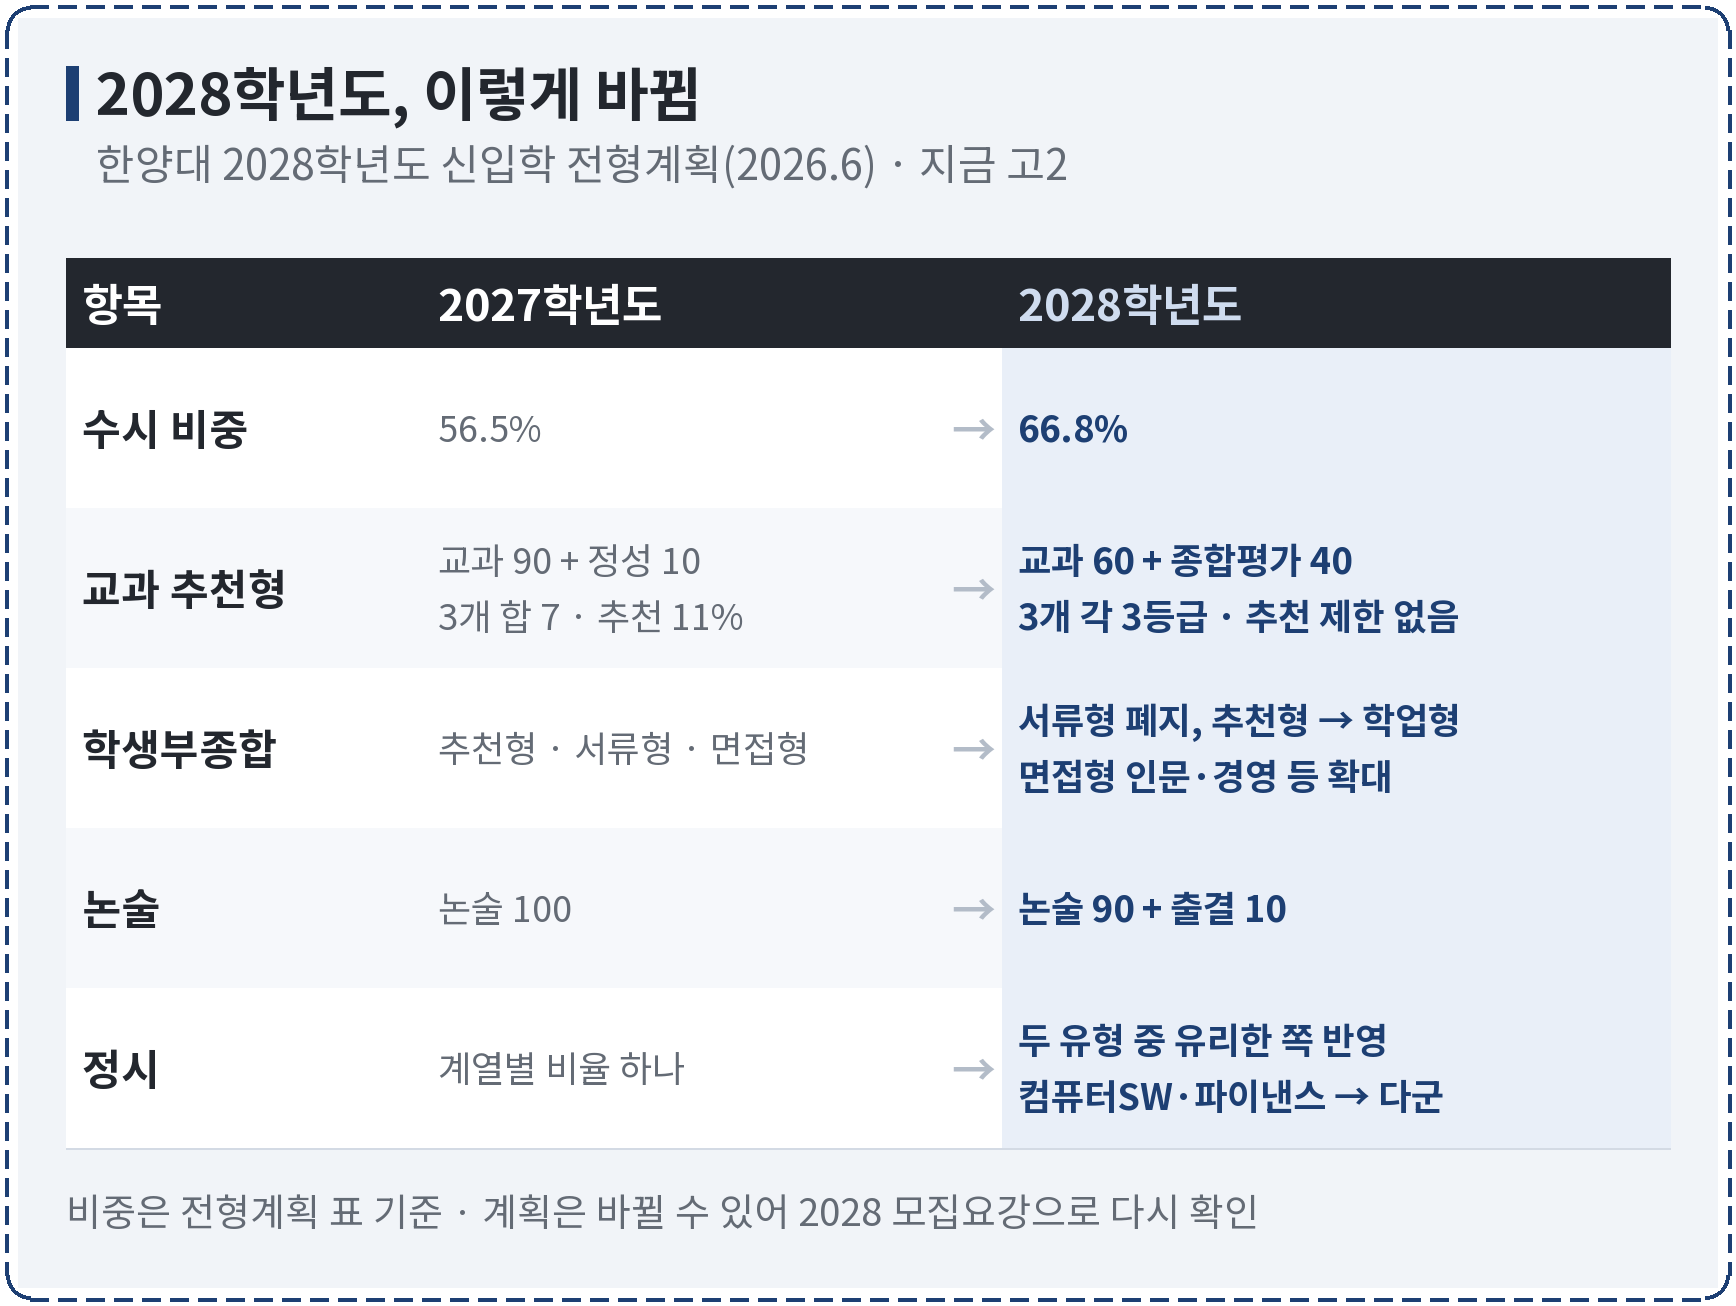 2028학년도, 이렇게 바뀜
한양대 2028학년도 신입학 전형계획(2026.6) · 지금 고2
항목 2027학년도 2028학년도
수시 비중 56.5% → 66.8%
교과 추천형 교과 90 + 정성 10 3개 합 7 · 추천 11% → 교과 60 + 종합평가 40 3개 각 3등급 · 추천 제한 없음
학생부종합 추천형 · 서류형 · 면접형 → 서류형 폐지, 추천형 → 학업형 면접형 인문·경영 등 확대
논술 논술 100 → 논술 90 + 출결 10
정시 계열별 비율 하나 → 두 유형 중 유리한 쪽 반영 컴퓨터SW·파이낸스 → 다군
비중은 전형계획 표 기준 · 계획은 바뀔 수 있어 2028 모집요강으로 다시 확인